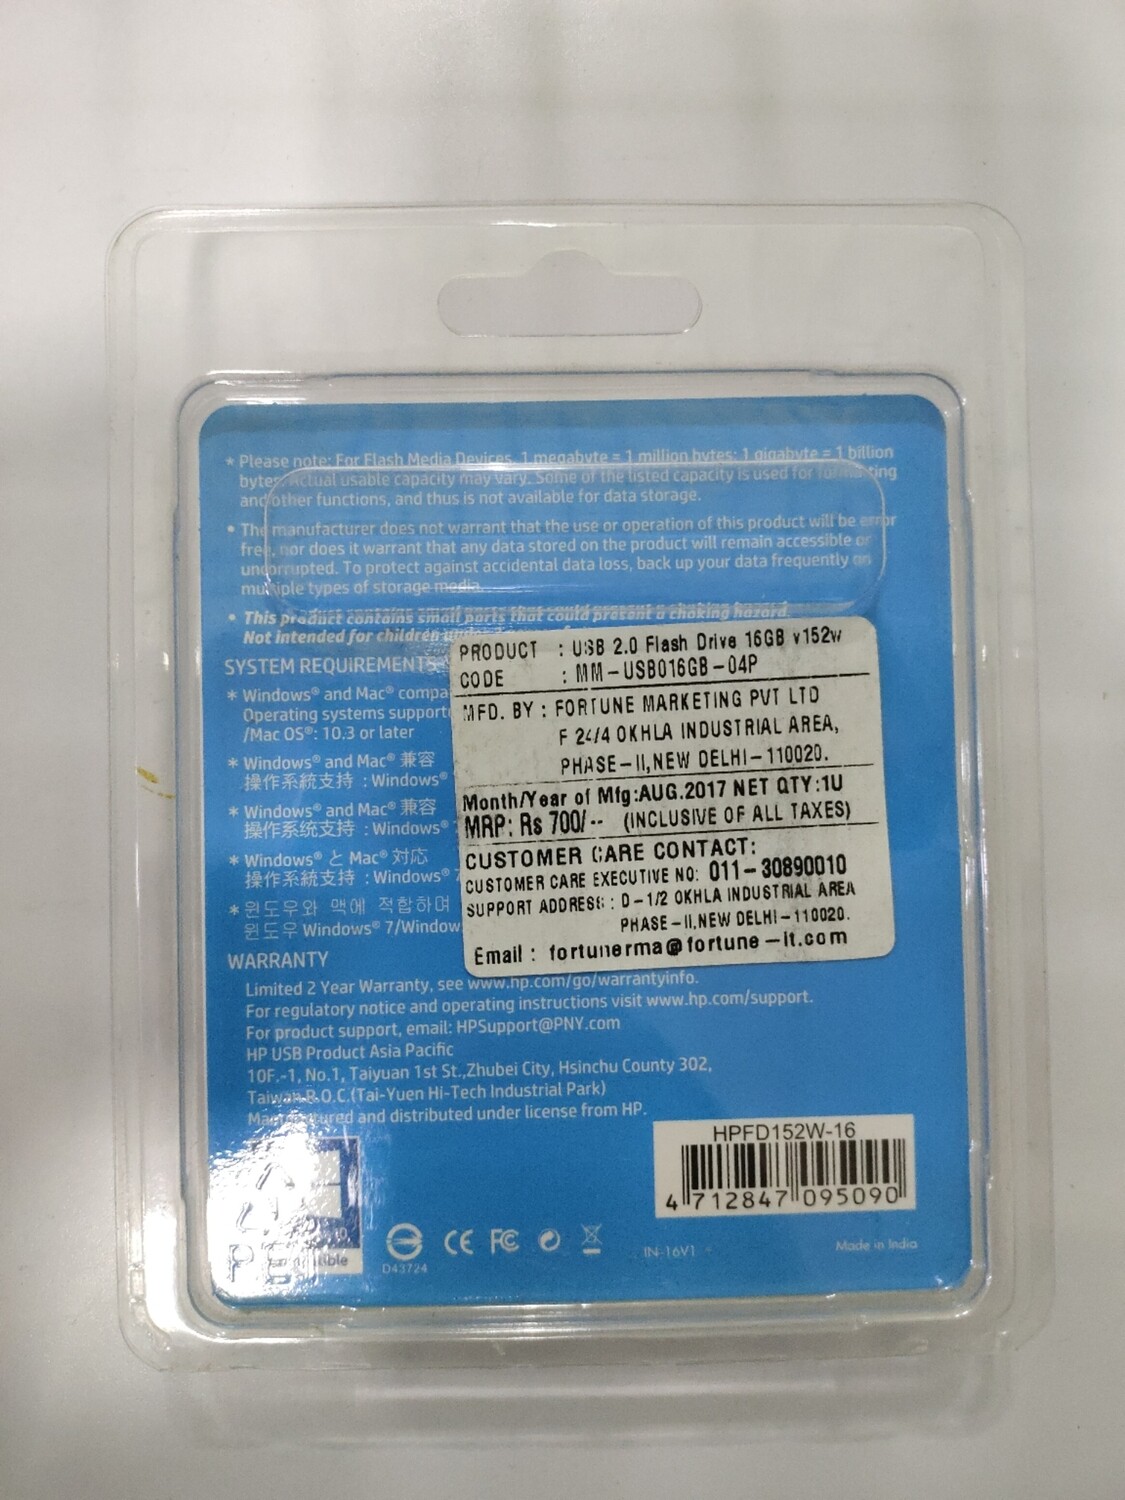 * Please note: For Flash Media Devices, 1 megabyte = 1 million bytes; 1 gigabyte = 1 billion
bytes. Actual usable capacity may vary. Some of the listed capacity is used for formatting
and other functions, and thus is not available for data storage.
• The manufacturer does not warrant that the use or operation of this product will be error
free, nor does it warrant that any data stored on the product will remain accessible or
uncorrupted. To protect against accidental data loss, back up your data frequently on
multiple types of storage media.
• This product contains small parts that could present a choking hazard.
Not intended for children
SYSTEM REQUIREMENTS
* Windows® and Mac®
Operating systems
/Mac OS®: 10.3 or later
* Windows® and Mac® 兼容
操作系統支持 : Windows®
* Windows® and Mac® 兼容
操作系统支持 : Windows®
* Windows® と Mac® 対応
操作系統支持 : Windows®
* 윈도우와 맥에 적합하며
윈도우 Windows® 7/
PRODUCT : USB 2.0 Flash Drive 16GB v152w
CODE : MM-USB016GB-04P
MFD. BY : FORTUNE MARKETING PVT LTD
F 24/4 OKHLA INDUSTRIAL AREA,
PHASE-II,NEW DELHI-110020.
Month/Year of Mfg:AUG.2017 NET QTY:1U
MRP: Rs 700/-- (INCLUSIVE OF ALL TAXES)
CUSTOMER CARE CONTACT:
CUSTOMER CARE EXECUTIVE NO: 011-30890010
SUPPORT ADDRESS : D-1/2 OKHLA INDUSTRIAL AREA
PHASE-II,NEW DELHI-110020.
Email : fortunerma@fortune-it.com
WARRANTY
Limited 2 Year Warranty, see www.hp.com/go/warrantyinfo.
For regulatory notice and operating instructions visit www.hp.com/support.
For product support, email: HPSupport@PNY.com
HP USB Product Asia Pacific
10F.-1, No.1, Taiyuan 1st St.,Zhubei City, Hsinchu County 302,
Taiwan R.O.C.(Tai-Yuen Hi-Tech Industrial Park)
Manufactured and distributed under license from HP.
HPFD152W-16
4 712847 095090
D43724
CE FC
IN-16V1
Made in India